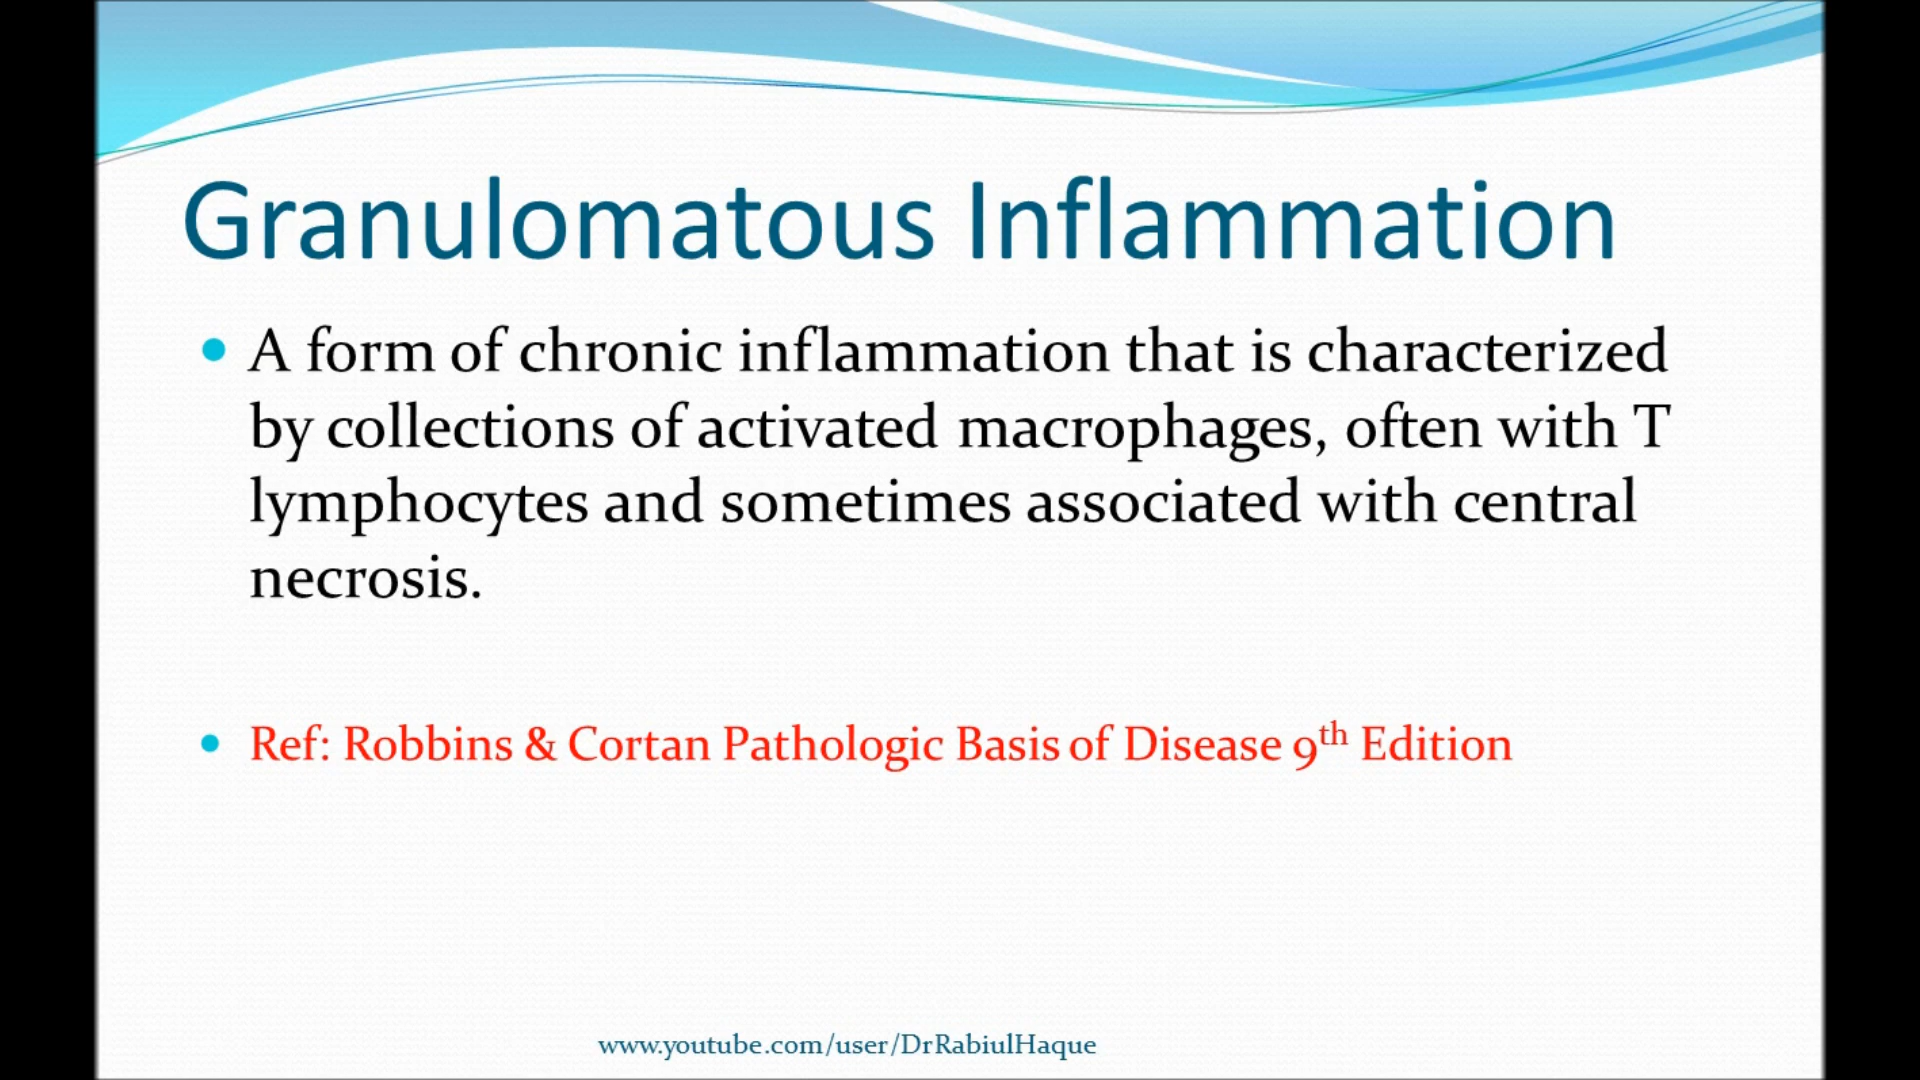 Granulomatous Inflammation
• A form of chronic inflammation that is characterized
by collections of activated macrophages, often with T
lymphocytes and sometimes associated with central
necrosis.
• Ref: Robbins & Cortan Pathologic Basis of Disease 9th Edition
www.youtube.com/user/DrRabiulHaque